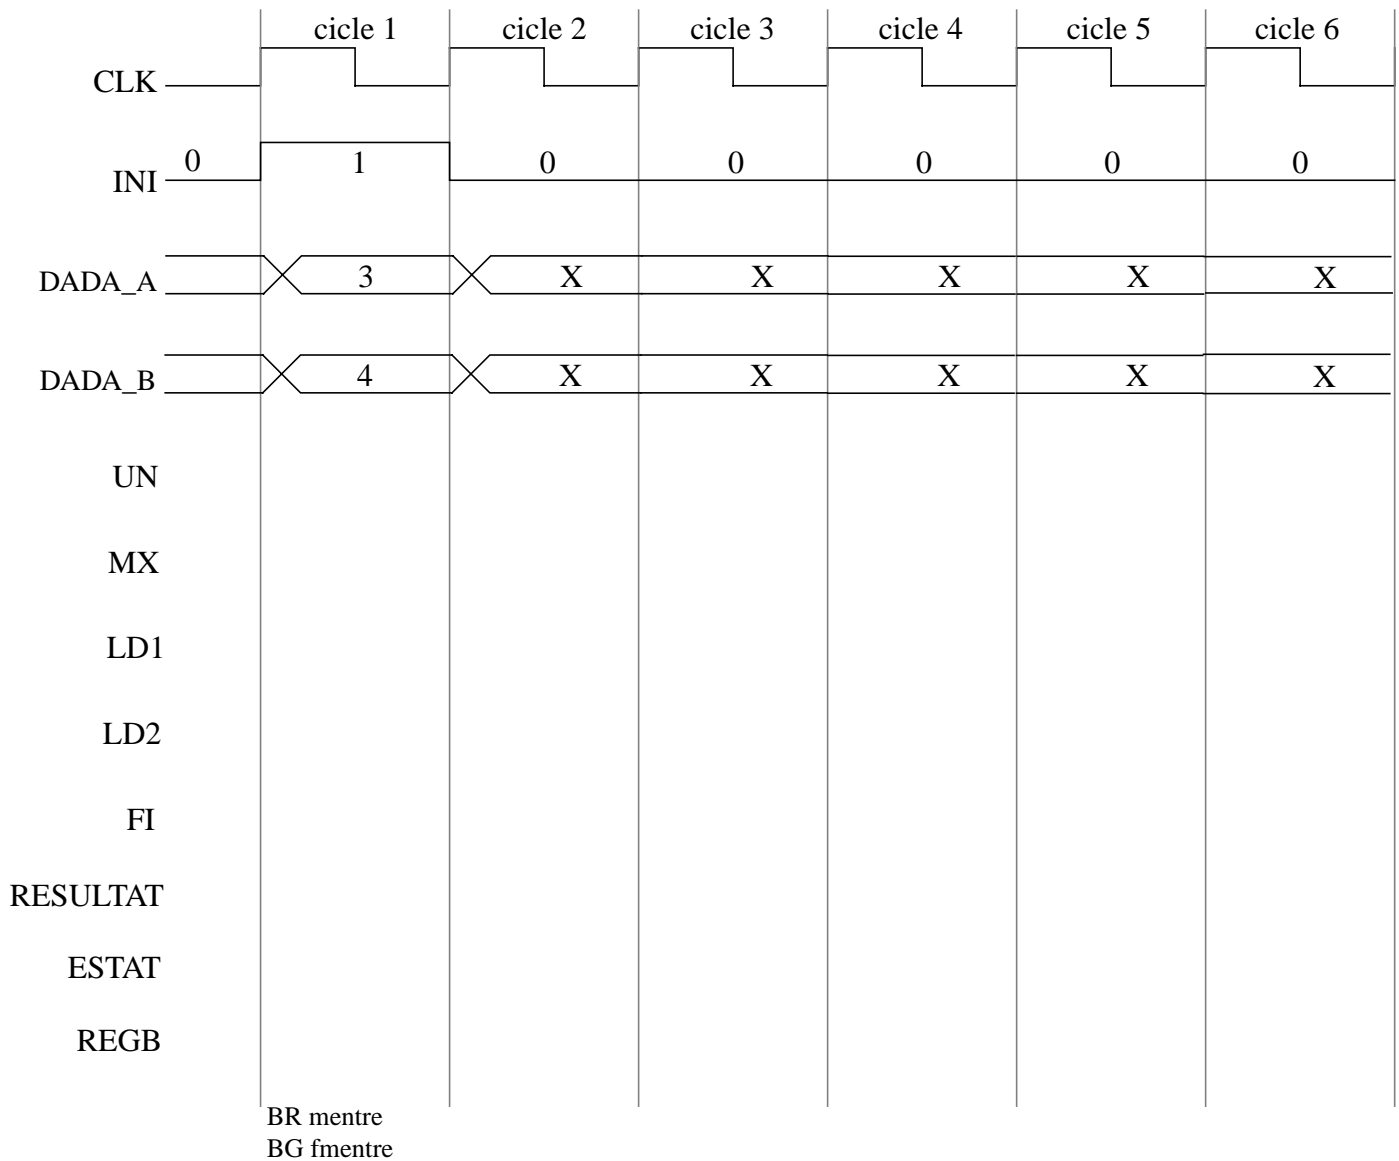 cicle 1 cicle 2 cicle 3 cicle 4 cicle 5 cicle 6
CLK
INI 0 1 0 0 0 0 0
DADA_A 3 X X X X X
DADA_B 4 X X X X X
UN
MX
LD1
LD2
FI
RESULTAT
ESTAT
REGB
BR mentre
BG fmentre